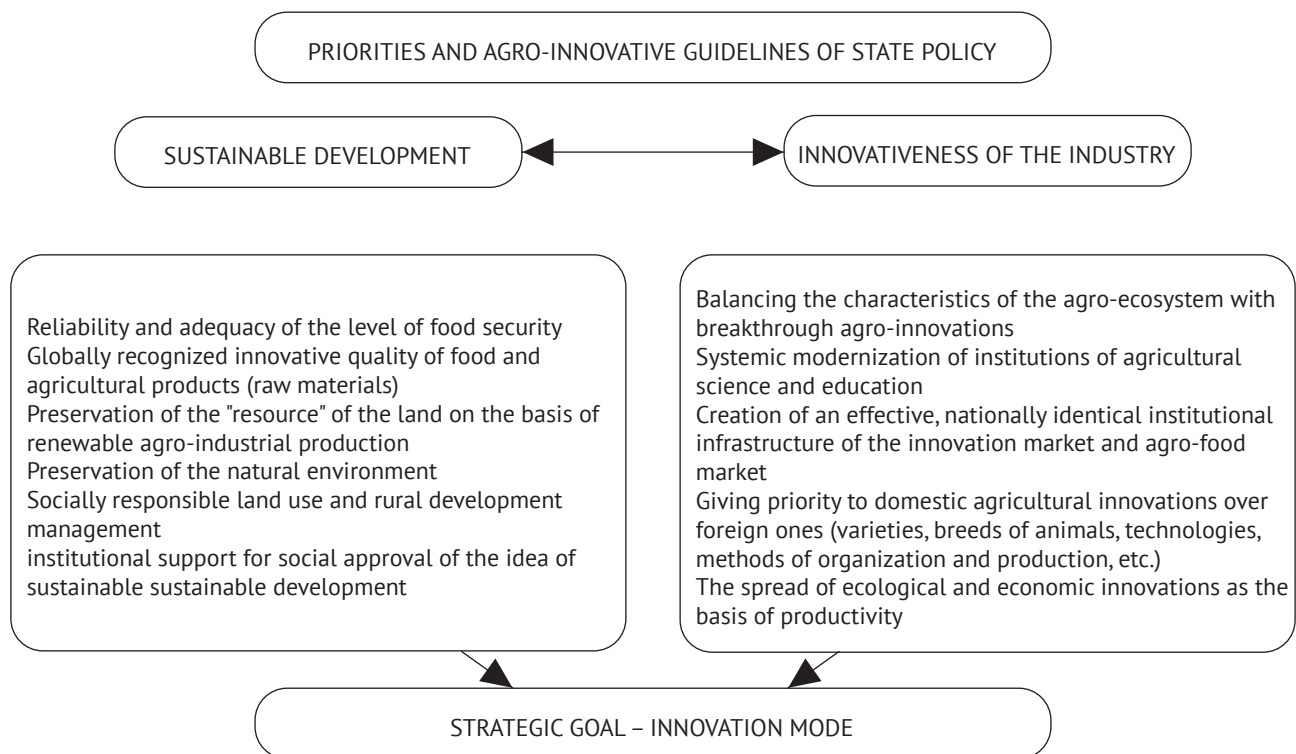 PRIORITIES AND AGRO-INNOVATIVE GUIDELINES OF STATE POLICY
SUSTAINABLE DEVELOPMENT
INNOVATIVENESS OF THE INDUSTRY
Reliability and adequacy of the level of food security
Globally recognized innovative quality of food and
agricultural products (raw materials)
Preservation of the "resource" of the land on the basis of
renewable agro-industrial production
Preservation of the natural environment
Socially responsible land use and rural development
management
institutional support for social approval of the idea of
sustainable sustainable development
Balancing the characteristics of the agro-ecosystem with
breakthrough agro-innovations
Systemic modernization of institutions of agricultural
science and education
Creation of an effective, nationally identical institutional
infrastructure of the innovation market and agro-food
market
Giving priority to domestic agricultural innovations over
foreign ones (varieties, breeds of animals, technologies,
methods of organization and production, etc.)
The spread of ecological and economic innovations as the
basis of productivity
STRATEGIC GOAL – INNOVATION MODE